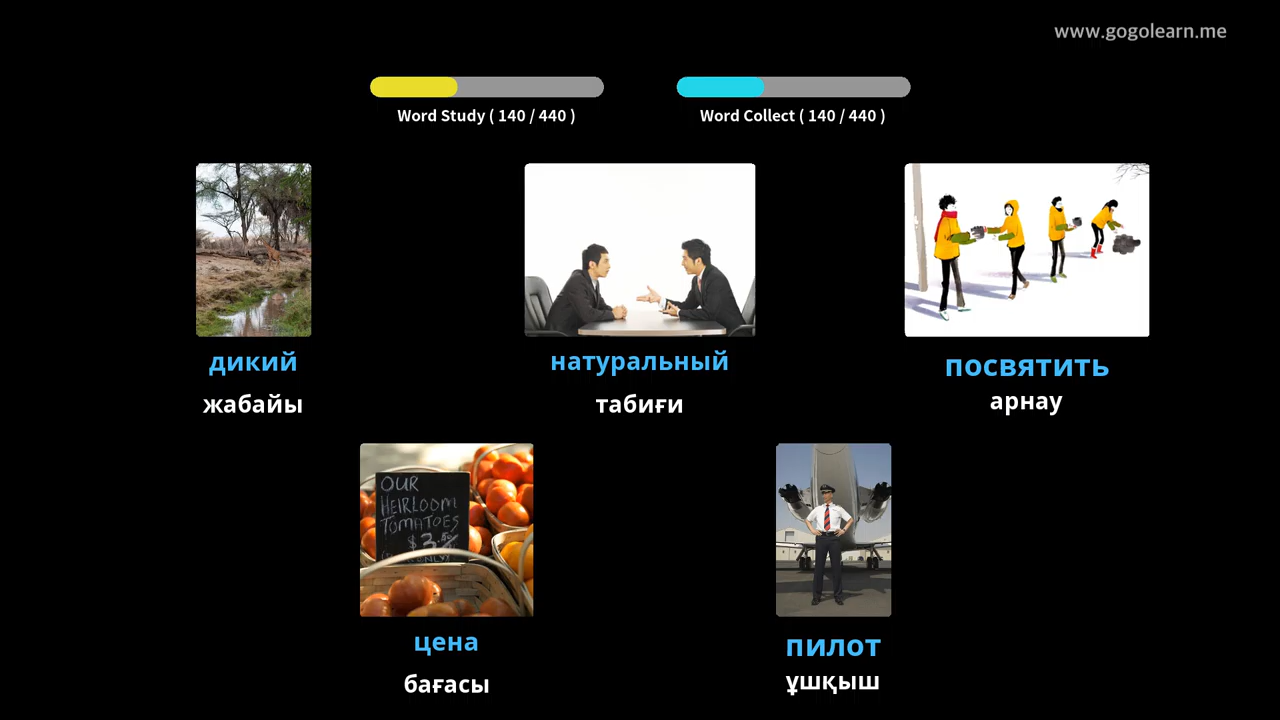 www.gogolearn.me
Word Study ( 140 / 440 )
Word Collect ( 140 / 440 )
дикий
жабайы
натуральный
табиғи
посвятить
арнау
OUR
HEIRLOOM
TOMATOES
цена
бағасы
пилот
ұшқыш